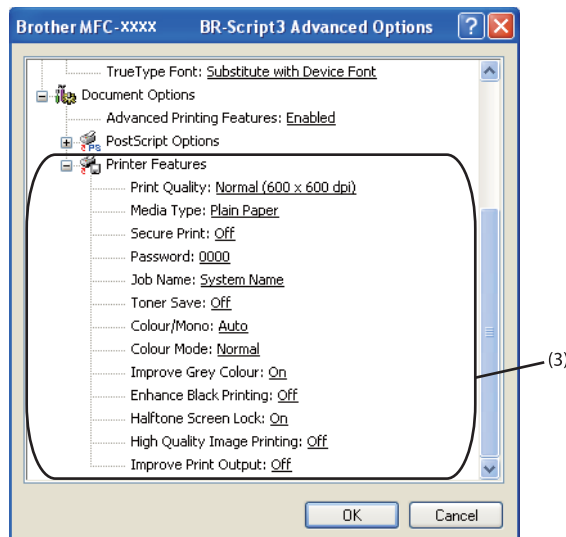 Brother MFC-XXXX BR-Script3 Advanced Options
TrueType Font: Substitute with Device Font
Document Options
Advanced Printing Features: Enabled
PostScript Options
Printer Features
Print Quality: Normal (600 x 600 dpi)
Media Type: Plain Paper
Secure Print: Off
Password: 0000
Job Name: System Name
Toner Save: Off
Colour/Mono: Auto
Colour Mode: Normal
Improve Grey Colour: On
Enhance Black Printing: Off
Halftone Screen Lock: On
High Quality Image Printing: Off
Improve Print Output: Off
(3)
OK Cancel